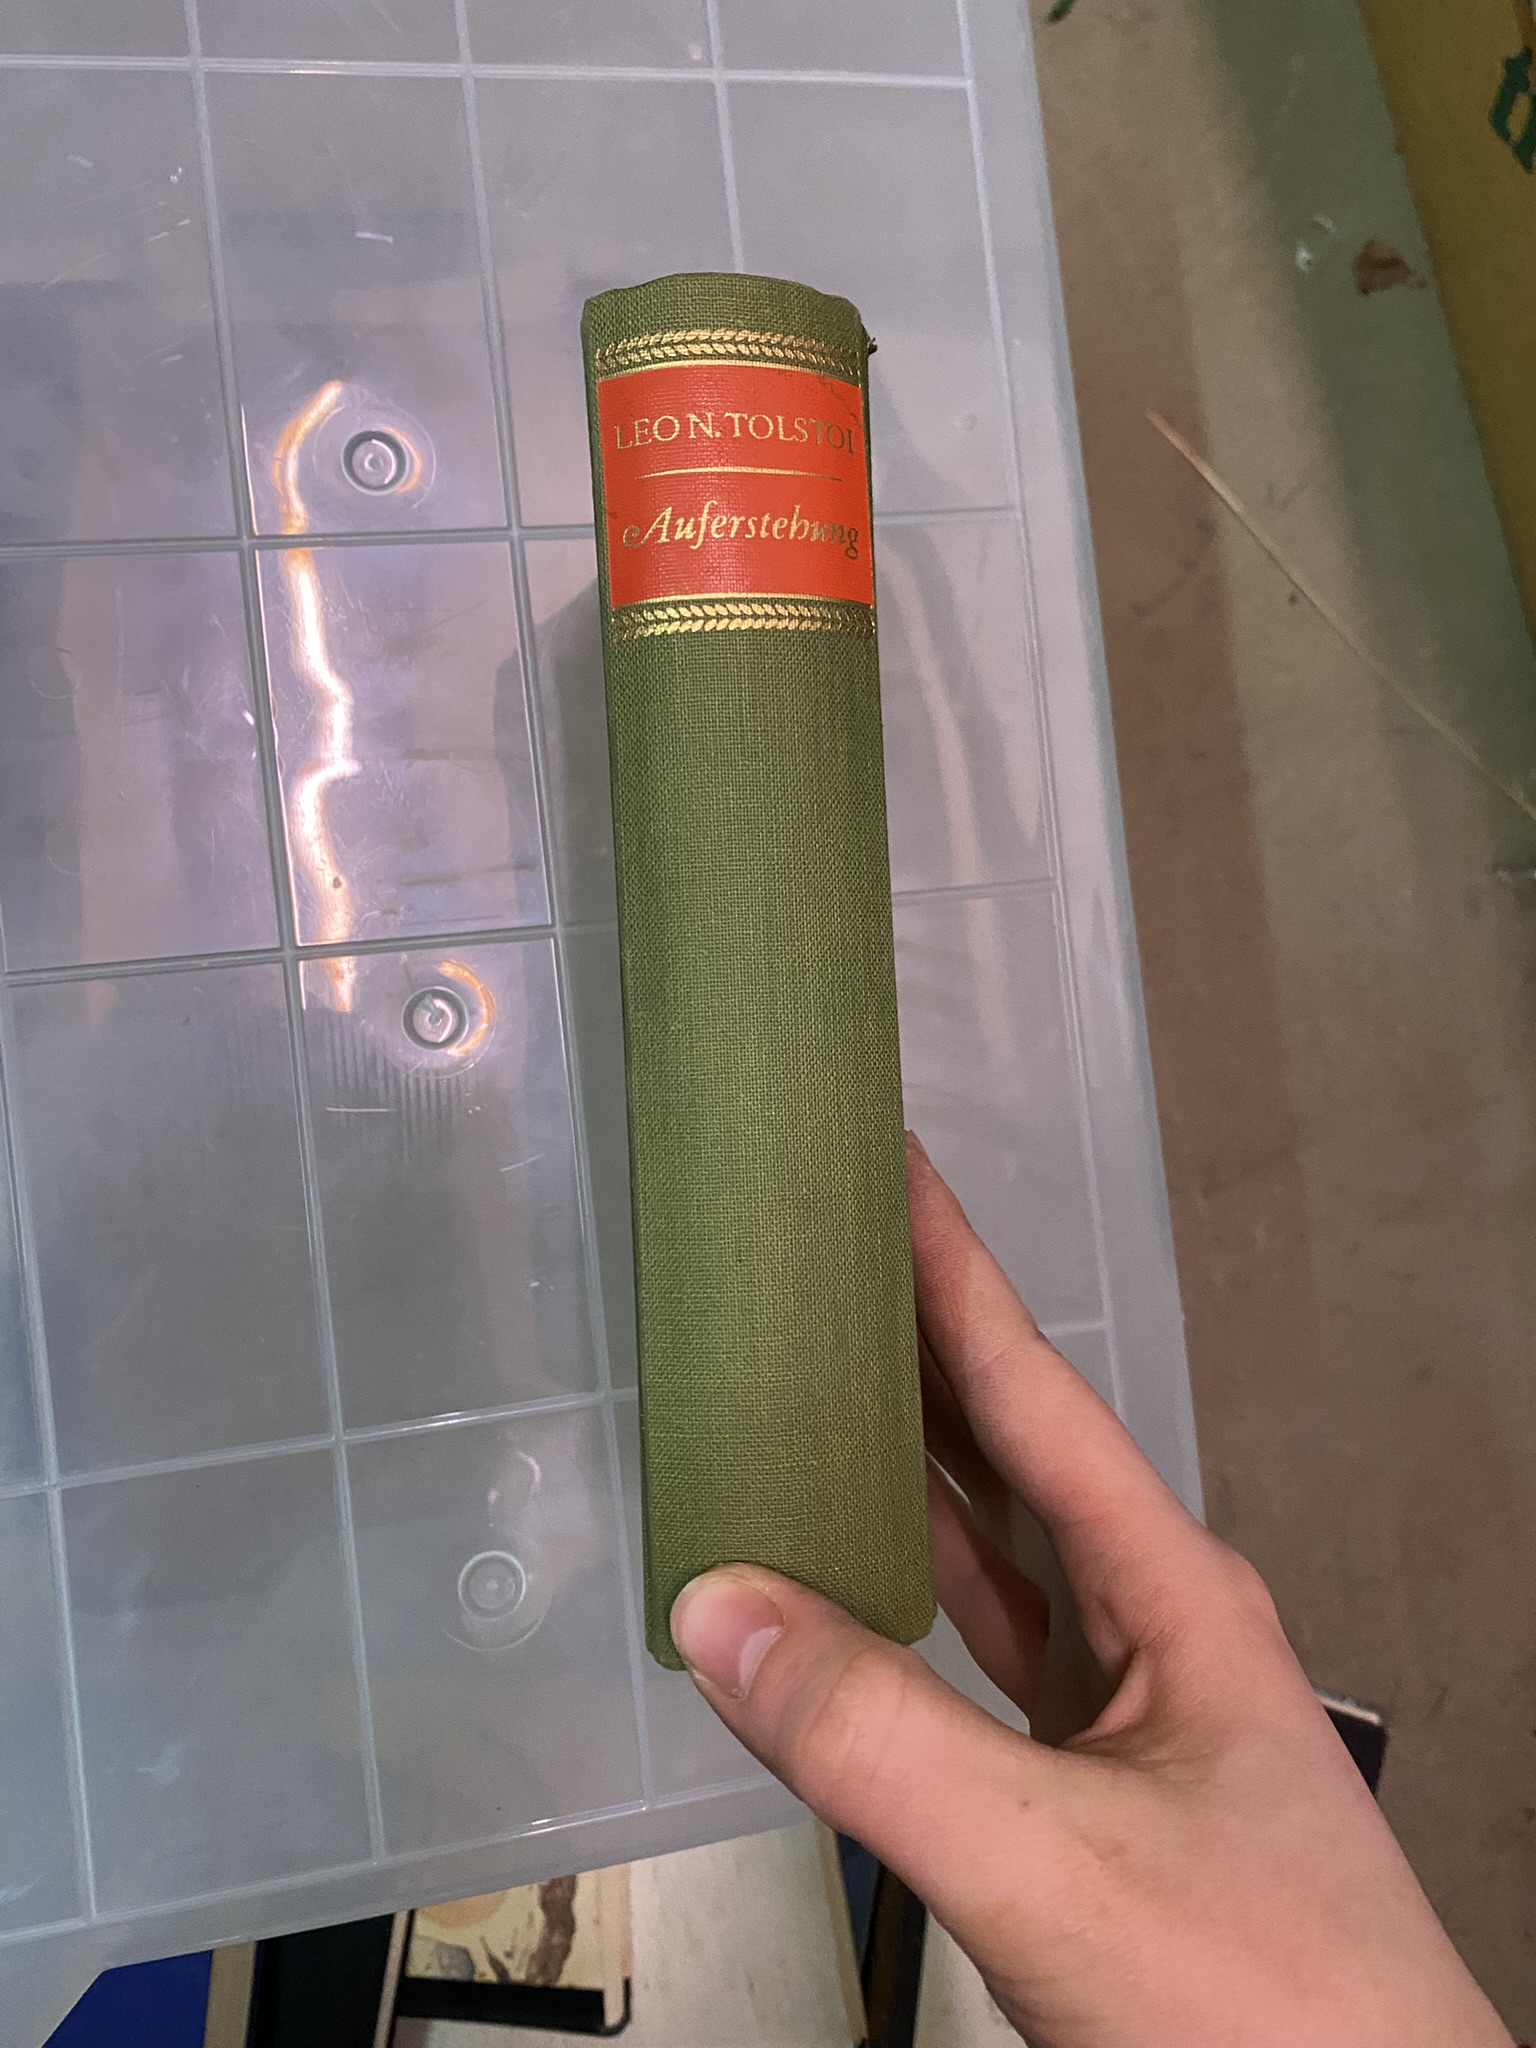 LEO N. TOLSTOI
Auferstehung